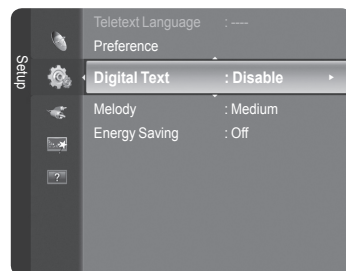 Setup
Teletext Language : ----
Preference
Digital Text : Disable
Melody : Medium
Energy Saving : Off
?